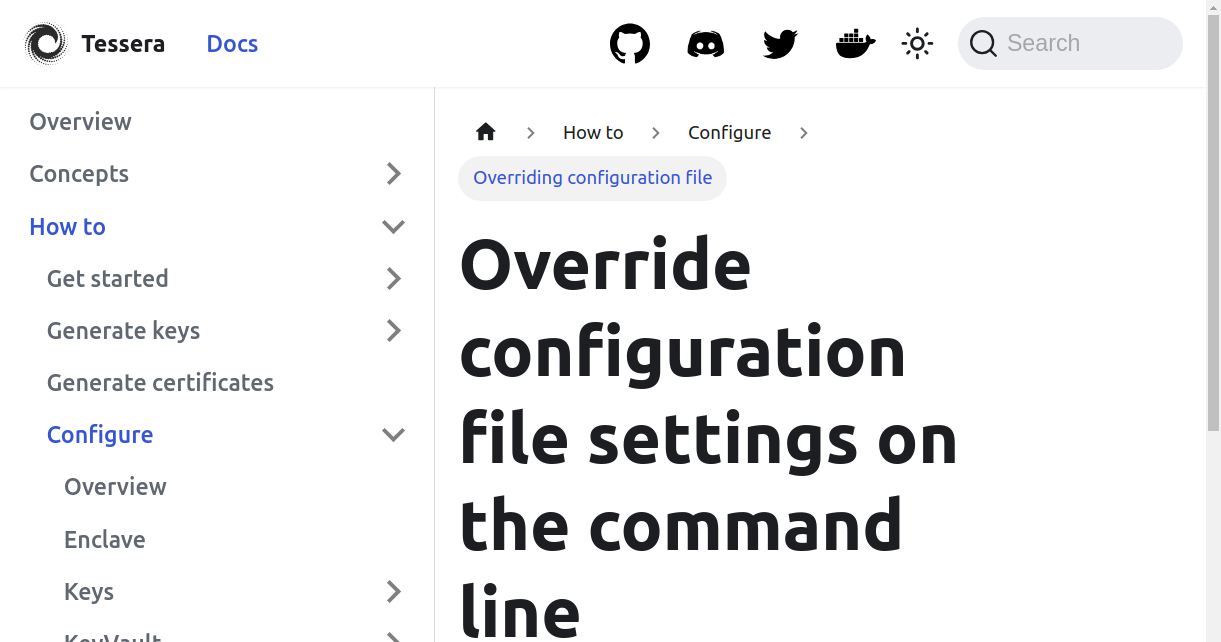 Tessera Docs Search
Overview
Concepts
How to
Get started
Generate keys
Generate certificates
Configure
Overview
Enclave
Keys
KeyVault
How to Configure
Overriding configuration file
Override
configuration
file settings on
the command
line